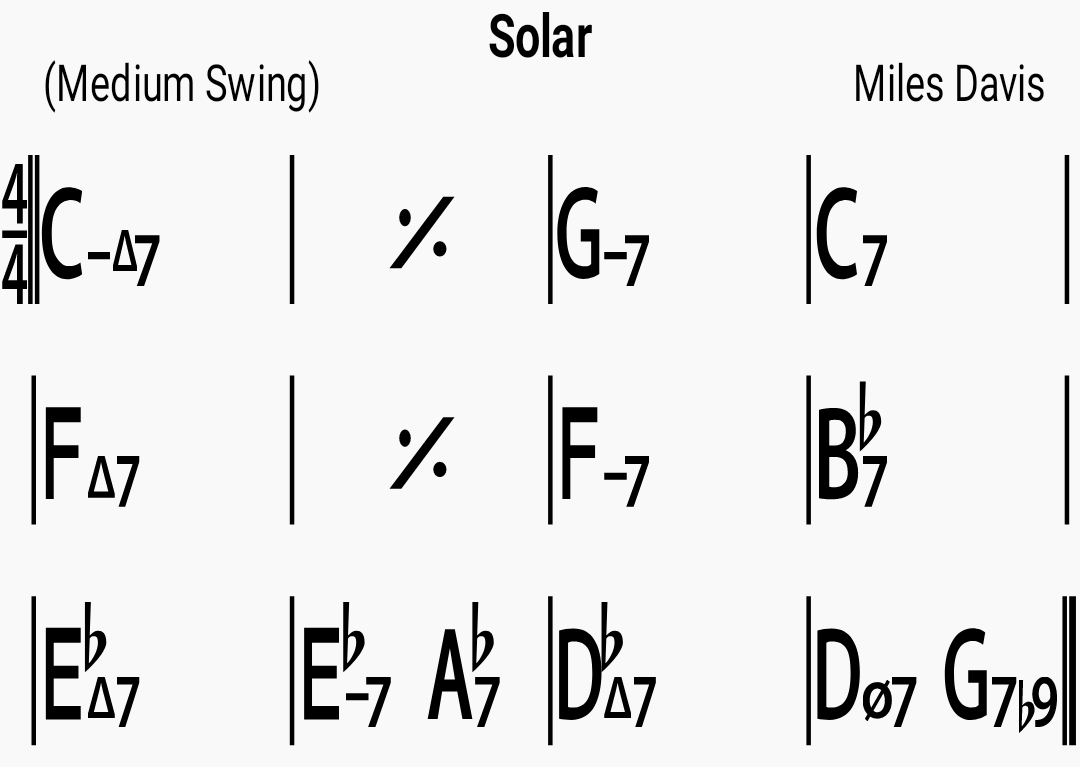 Solar
(Medium Swing) Miles Davis
4/4 C-Δ7 | 𝄎 | G-7 | C7 |
| FΔ7 | 𝄎 | F-7 | B♭7 |
| E♭Δ7 | E♭-7 A♭7 | D♭Δ7 | Dø7 G7♭9 ||